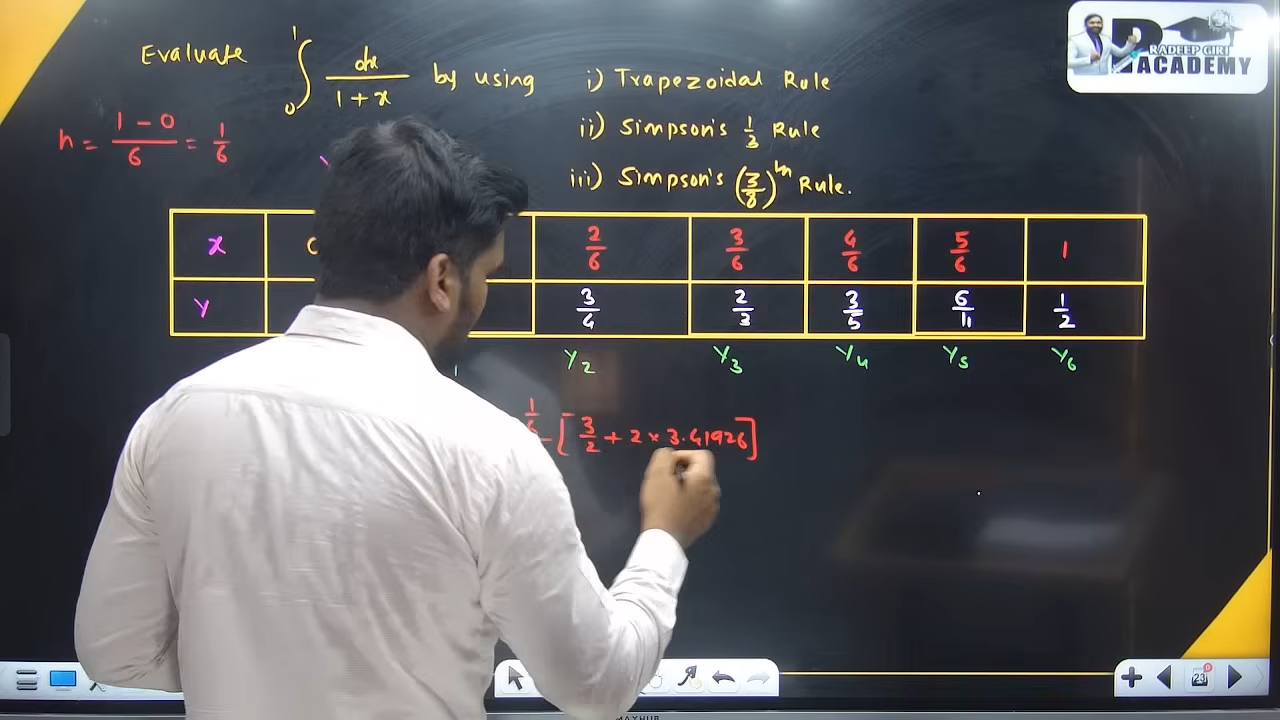 Evaluate ∫₀¹ dx/(1+x) by using i) Trapezoidal Rule
h = (1-0)/6 = 1/6
ii) Simpson's 1/3 Rule
iii) Simpson's (3/8)th Rule.
x 2/6 3/6 4/6 5/6 1
y 3/4 2/3 3/5 6/11 1/2
y2 y3 y4 y5 y6
[3/2 + 2 × 3.41926]
RADEEP GIRI
ACADEMY
23
MAXHUB